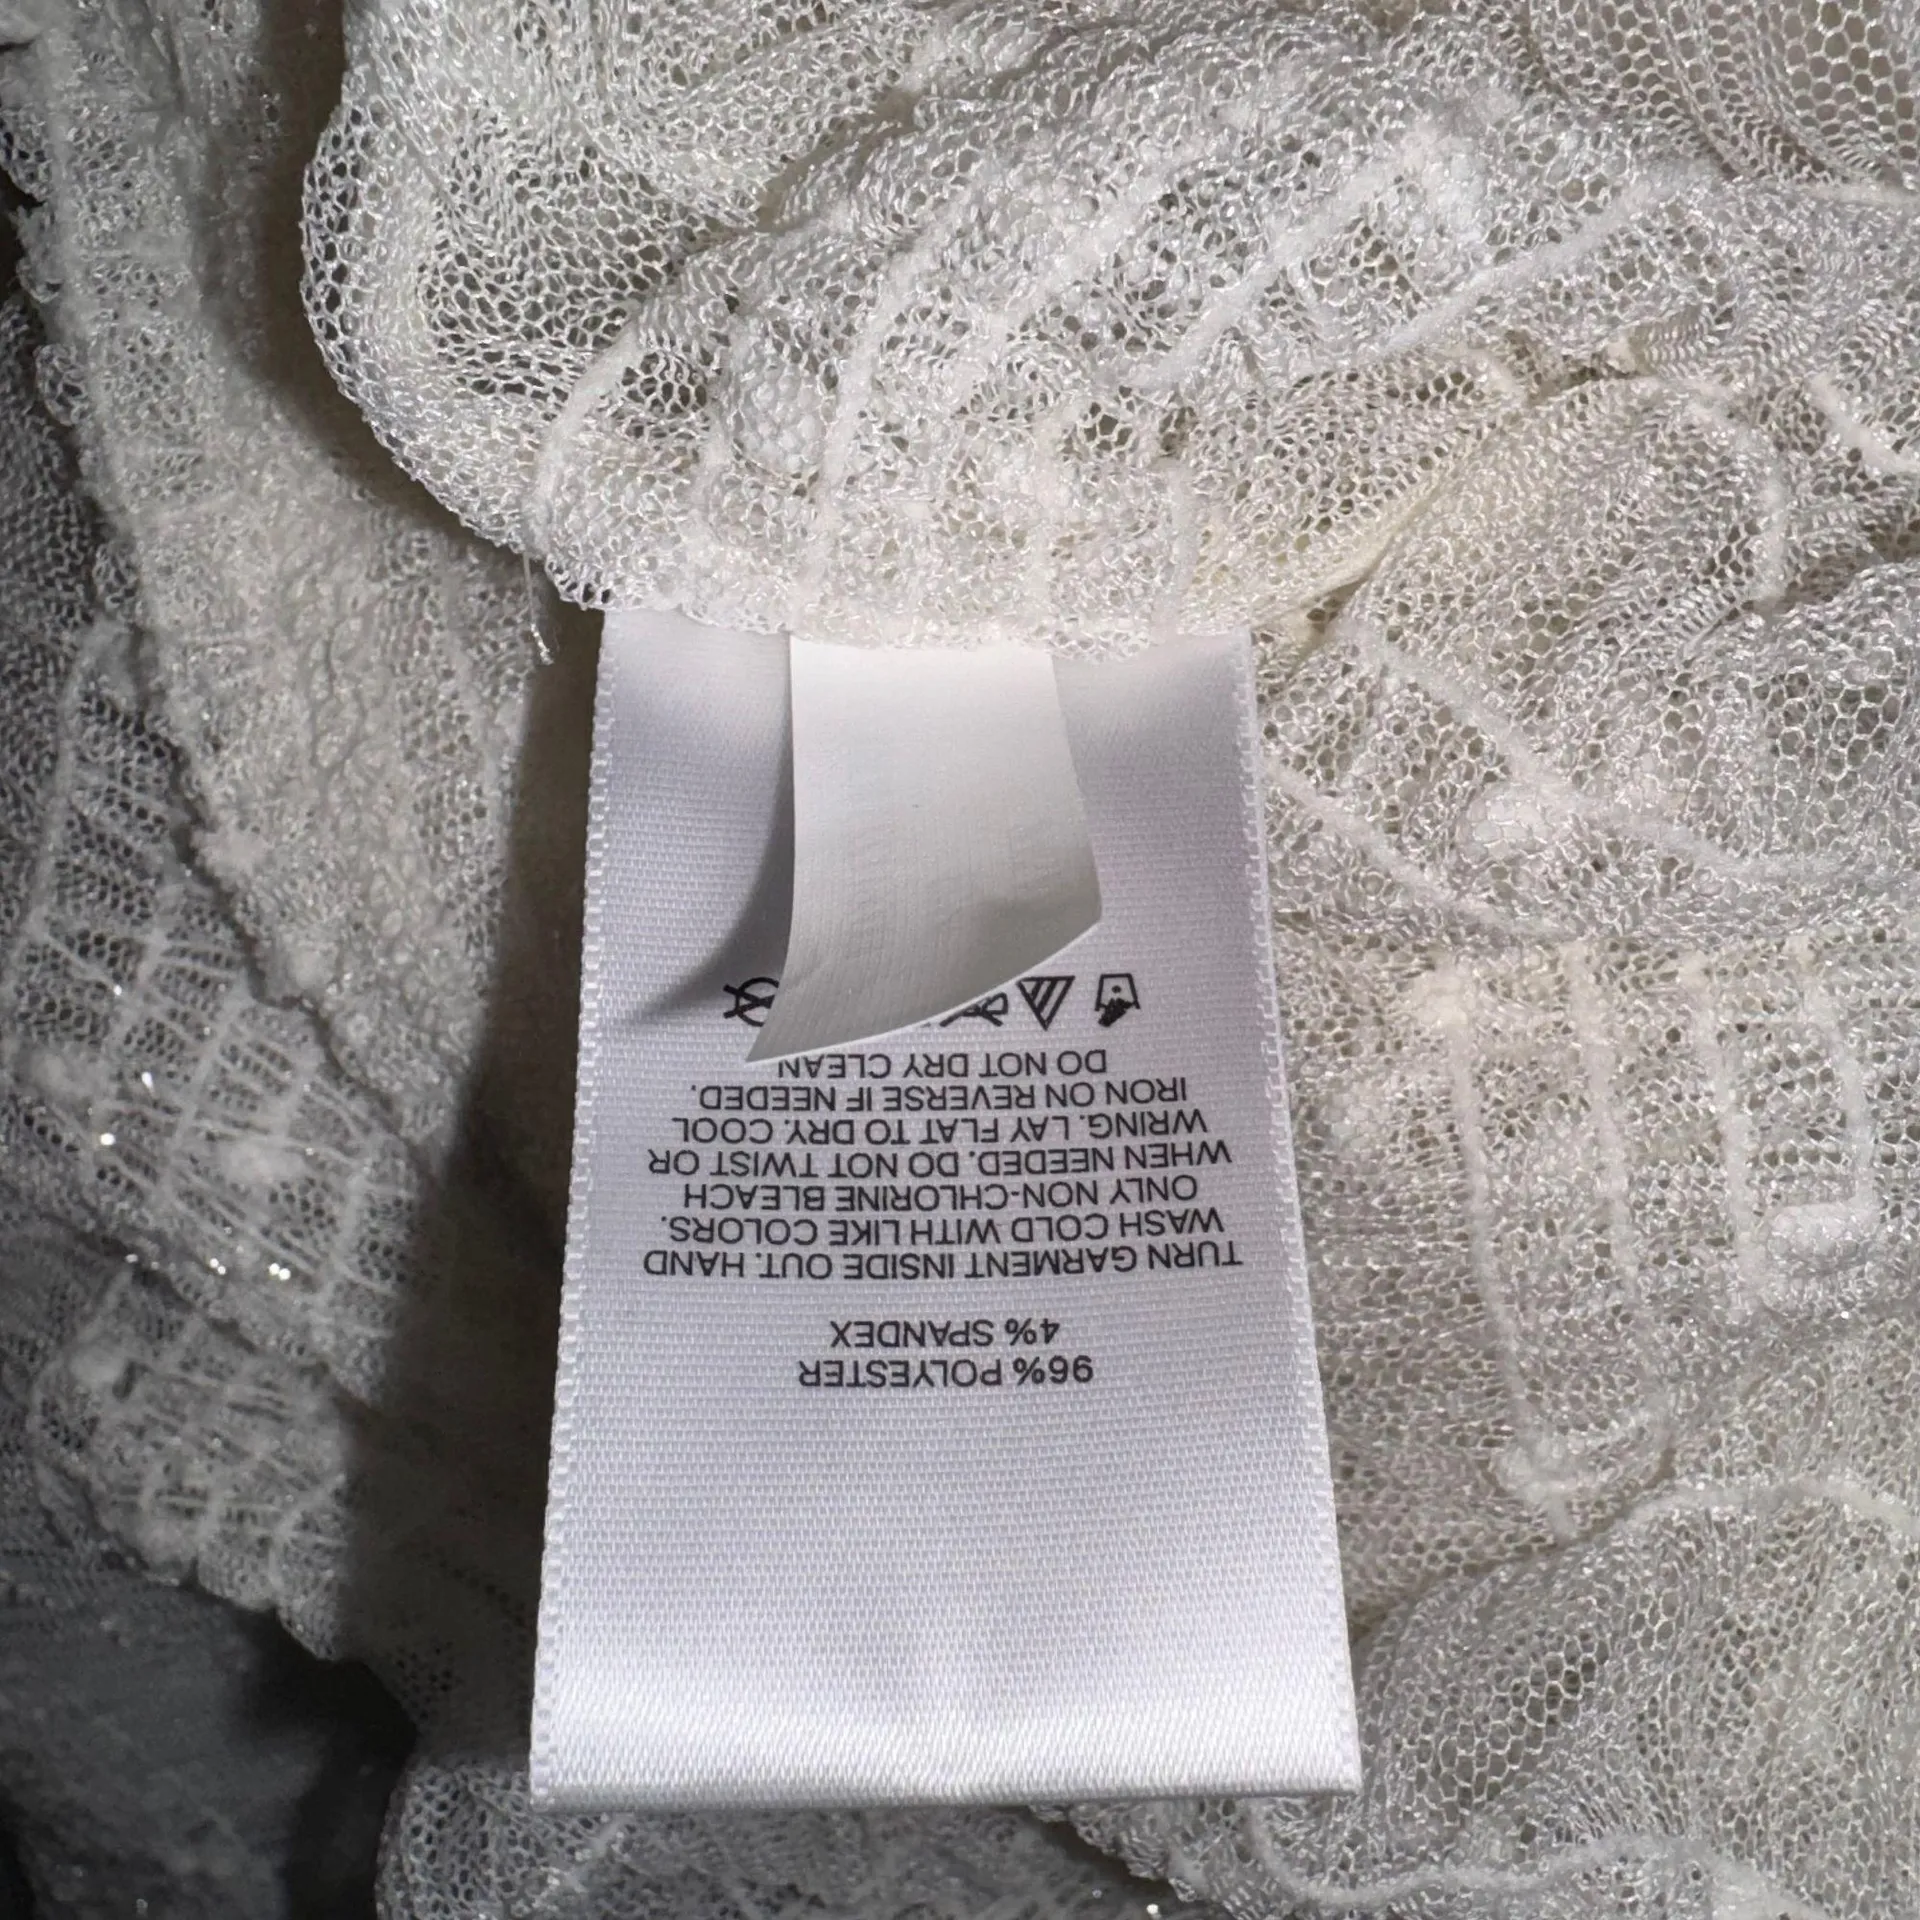 96% POLYESTER
4% SPANDEX
TURN GARMENT INSIDE OUT. HAND
WASH COLD WITH LIKE COLORS.
ONLY NON-CHLORINE BLEACH
WHEN NEEDED. DO NOT TWIST OR
WRING. LAY FLAT TO DRY. COOL
IRON ON REVERSE IF NEEDED.
DO NOT DRY CLEAN